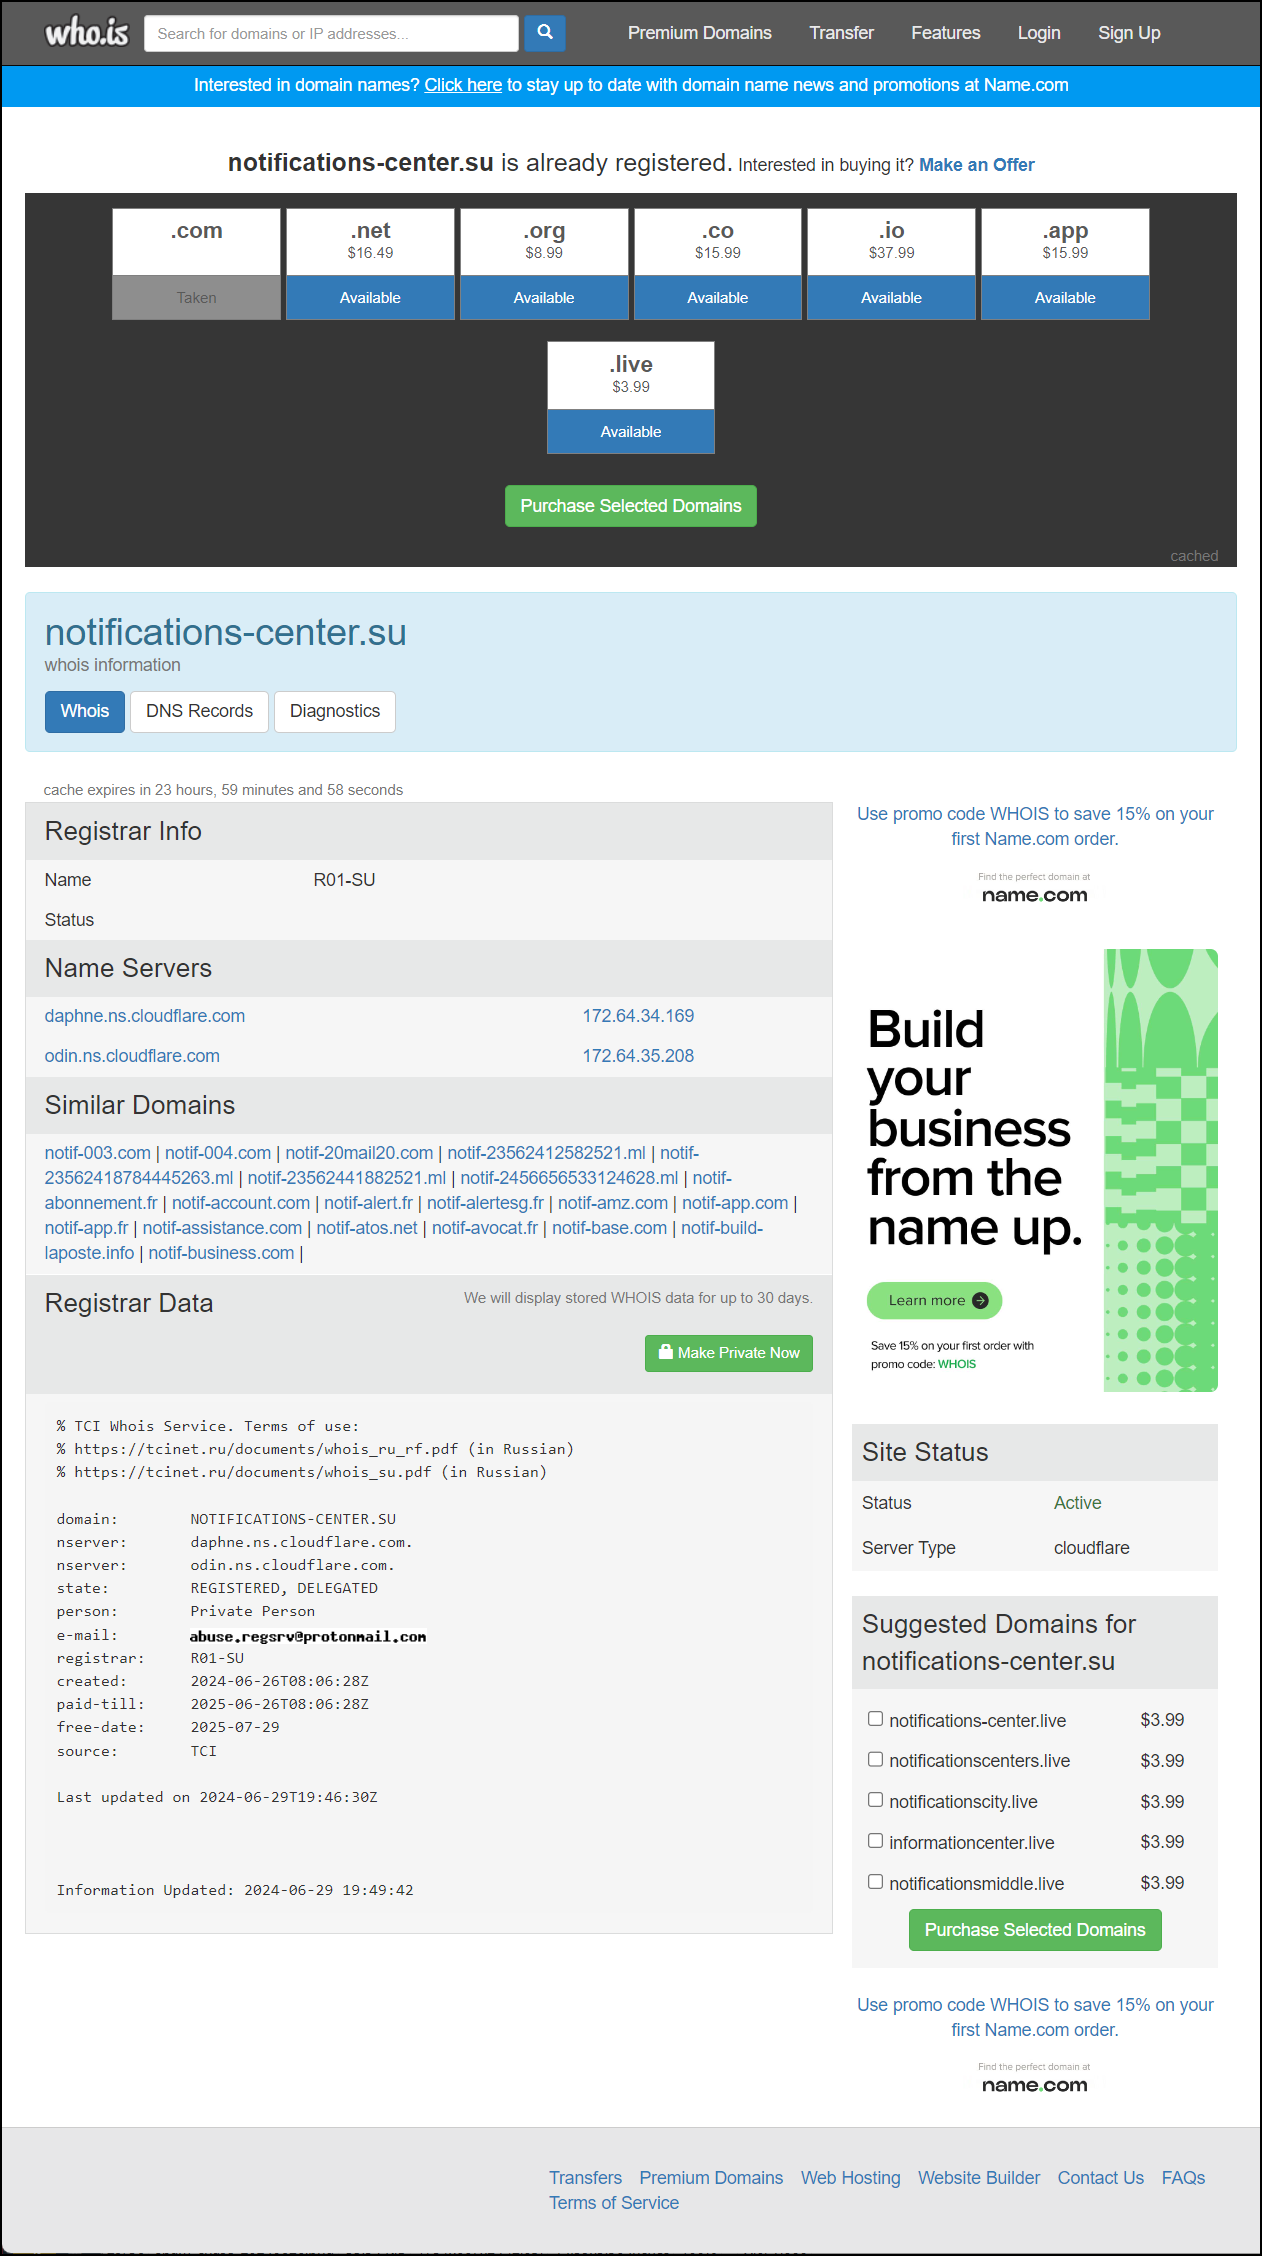 who.is
Search for domains or IP addresses...
Premium Domains Transfer Features Login Sign Up
Interested in domain names? Click here to stay up to date with domain name news and promotions at Name.com
notifications-center.su is already registered. Interested in buying it? Make an Offer
.com .net .org .co .io .app
$16.49 $8.99 $15.99 $37.99 $15.99
Taken Available Available Available Available Available
.live
$3.99
Available
Purchase Selected Domains
cached
notifications-center.su
whois information
Whois DNS Records Diagnostics
cache expires in 23 hours, 59 minutes and 58 seconds
Registrar Info
Name R01-SU
Status
Name Servers
daphne.ns.cloudflare.com 172.64.34.169
odin.ns.cloudflare.com 172.64.35.208
Similar Domains
notif-003.com | notif-004.com | notif-20mail20.com | notif-23562412582521.ml | notif-
23562418784445263.ml | notif-23562441882521.ml | notif-2456656533124628.ml | notif-
abonnement.fr | notif-account.com | notif-alert.fr | notif-alertesg.fr | notif-amz.com | notif-app.com |
notif-app.fr | notif-assistance.com | notif-atos.net | notif-avocat.fr | notif-base.com | notif-build-
laposte.info | notif-business.com |
Registrar Data
We will display stored WHOIS data for up to 30 days.
Make Private Now
% TCI Whois Service. Terms of use:
% https://tcinet.ru/documents/whois_ru_rf.pdf (in Russian)
% https://tcinet.ru/documents/whois_su.pdf (in Russian)
domain: NOTIFICATIONS-CENTER.SU
nserver: daphne.ns.cloudflare.com.
nserver: odin.ns.cloudflare.com.
state: REGISTERED, DELEGATED
person: Private Person
e-mail: abuse.regsrv@protonmail.com
registrar: R01-SU
created: 2024-06-26T08:06:28Z
paid-till: 2025-06-26T08:06:28Z
free-date: 2025-07-29
source: TCI
Last updated on 2024-06-29T19:46:30Z
Information Updated: 2024-06-29 19:49:42
Use promo code WHOIS to save 15% on your
first Name.com order.
Find the perfect domain at
name.com
Build
your
business
from the
name up.
Learn more
Save 15% on your first order with
promo code: WHOIS
Site Status
Status Active
Server Type cloudflare
Suggested Domains for
notifications-center.su
notifications-center.live $3.99
notificationscenters.live $3.99
notificationscity.live $3.99
informationcenter.live $3.99
notificationsmiddle.live $3.99
Purchase Selected Domains
Use promo code WHOIS to save 15% on your
first Name.com order.
Find the perfect domain at
name.com
Transfers Premium Domains Web Hosting Website Builder Contact Us FAQs
Terms of Service